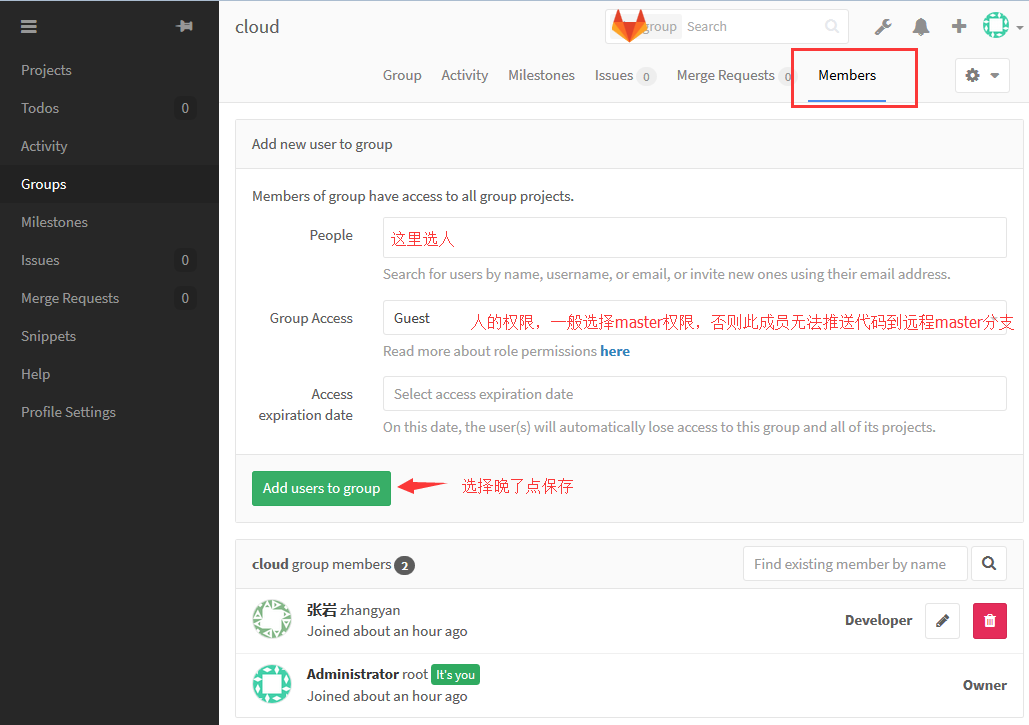 cloud
group Search
Projects
Todos 0
Activity
Groups
Milestones
Issues 0
Merge Requests 0
Snippets
Help
Profile Settings
Group Activity Milestones Issues 0 Merge Requests 0 Members
Add new user to group
Members of group have access to all group projects.
People 这里选人
Search for users by name, username, or email, or invite new ones using their email address.
Group Access Guest 人的权限，一般选择master权限，否则此成员无法推送代码到远程master分支
Read more about role permissions here
Access
expiration date
Select access expiration date
On this date, the user(s) will automatically lose access to this group and all of its projects.
Add users to group 选择晚了点保存
cloud group members 2 Find existing member by name
张岩 zhangyan
Joined about an hour ago
Developer
Administrator root It's you
Joined about an hour ago
Owner